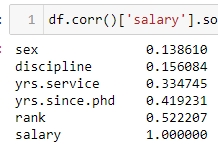 1 df.corr()['salary'].so
sex 0.138610
discipline 0.156084
yrs.service 0.334745
yrs.since.phd 0.419231
rank 0.522207
salary 1.000000